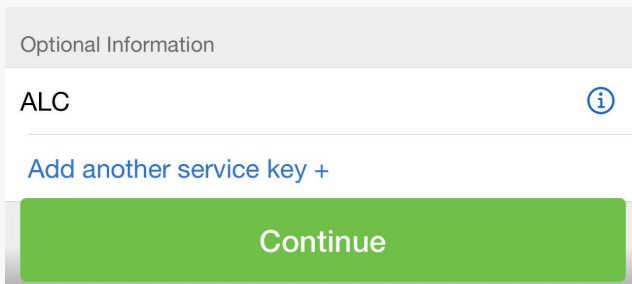 Optional Information
ALC
Add another service key +
Continue